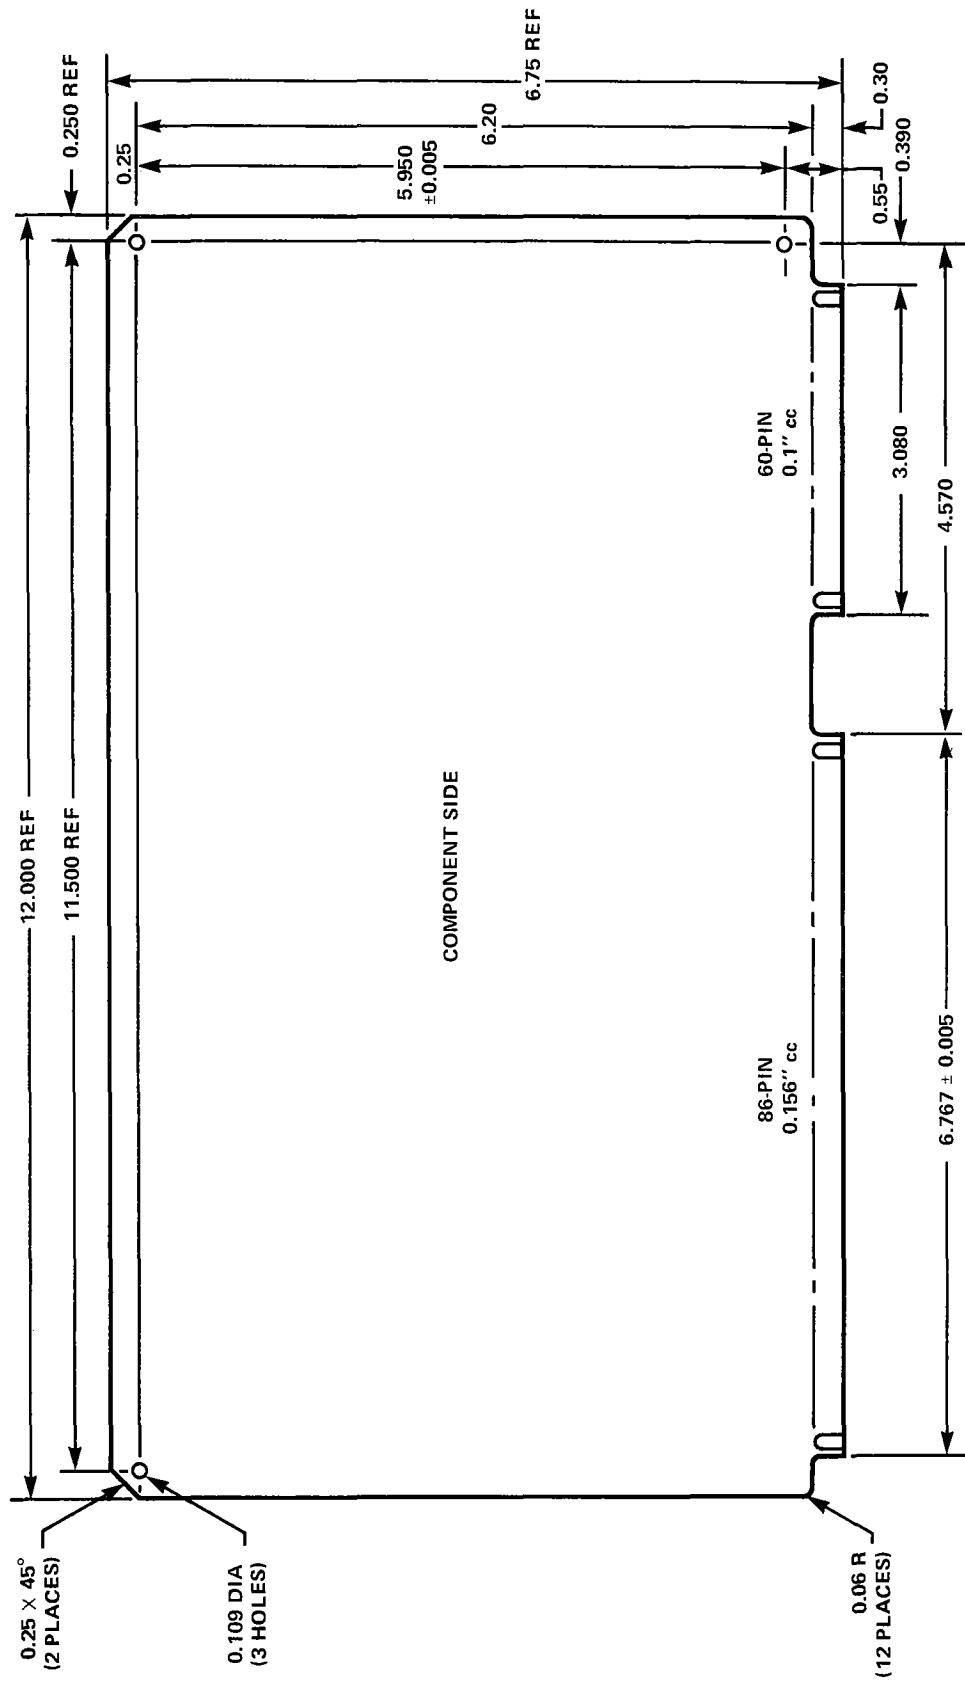 0.25 × 45°
(2 PLACES)
12.000 REF
11.500 REF
0.250 REF
0.25
0.109 DIA
(3 HOLES)
5.950
±0.005
6.20
6.75 REF
COMPONENT SIDE
86-PIN
0.156″ cc
60-PIN
0.1″ cc
0.06 R
(12 PLACES)
0.55
0.30
0.390
3.080
4.570
6.767 ± 0.005